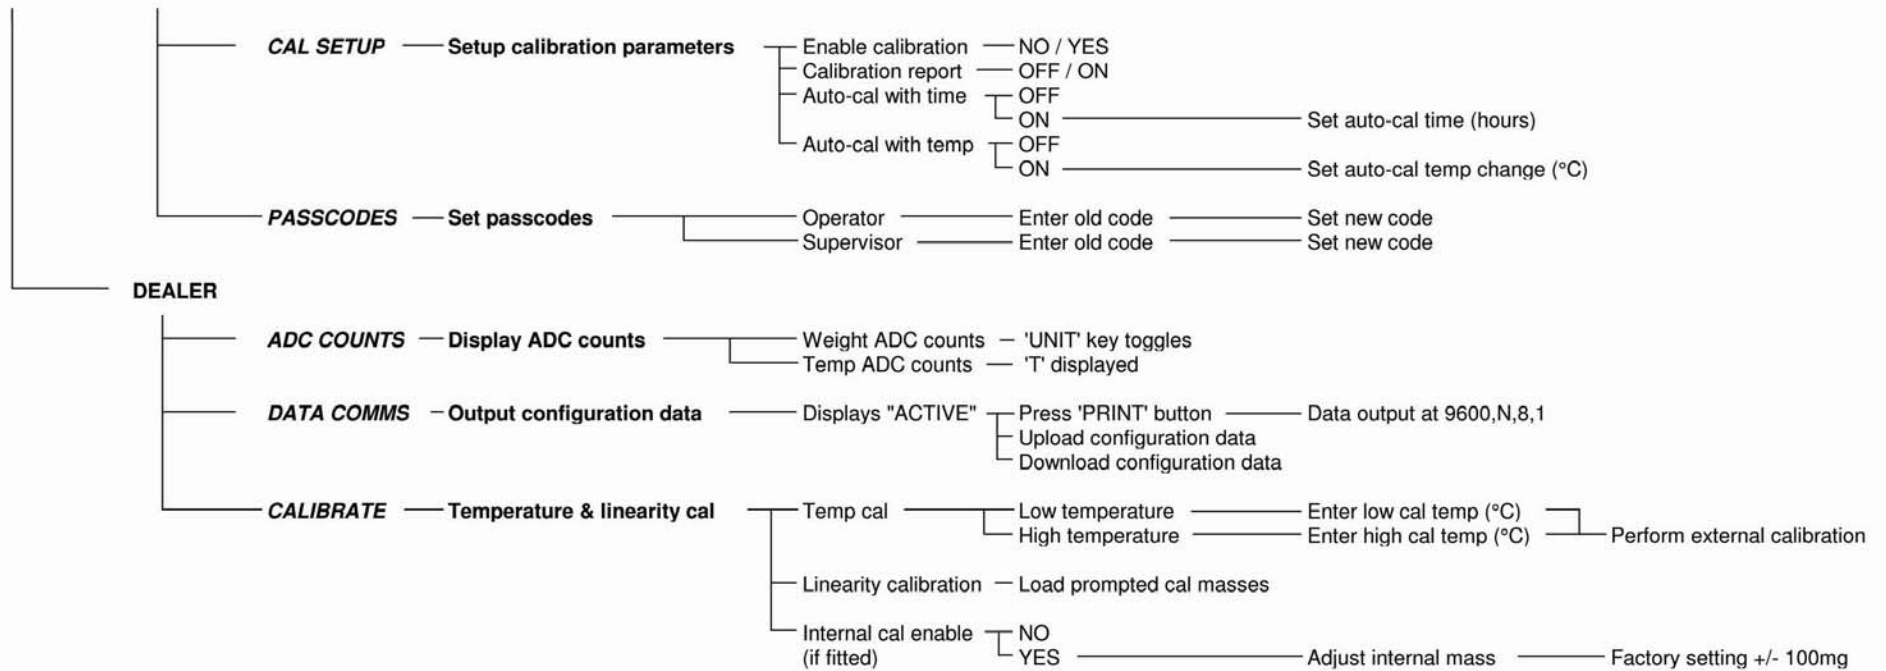 CAL SETUP Setup calibration parameters Enable calibration NO / YES
Calibration report OFF / ON
Auto-cal with time OFF
ON Set auto-cal time (hours)
Auto-cal with temp OFF
ON Set auto-cal temp change (°C)
PASSCODES Set passcodes Operator Enter old code Set new code
Supervisor Enter old code Set new code
DEALER
ADC COUNTS Display ADC counts Weight ADC counts 'UNIT' key toggles
Temp ADC counts 'T' displayed
DATA COMMS Output configuration data Displays "ACTIVE" Press 'PRINT' button Data output at 9600,N,8,1
Upload configuration data
Download configuration data
CALIBRATE Temperature & linearity cal Temp cal Low temperature Enter low cal temp (°C)
High temperature Enter high cal temp (°C) Perform external calibration
Linearity calibration Load prompted cal masses
Internal cal enable NO
(if fitted) YES Adjust internal mass Factory setting +/- 100mg